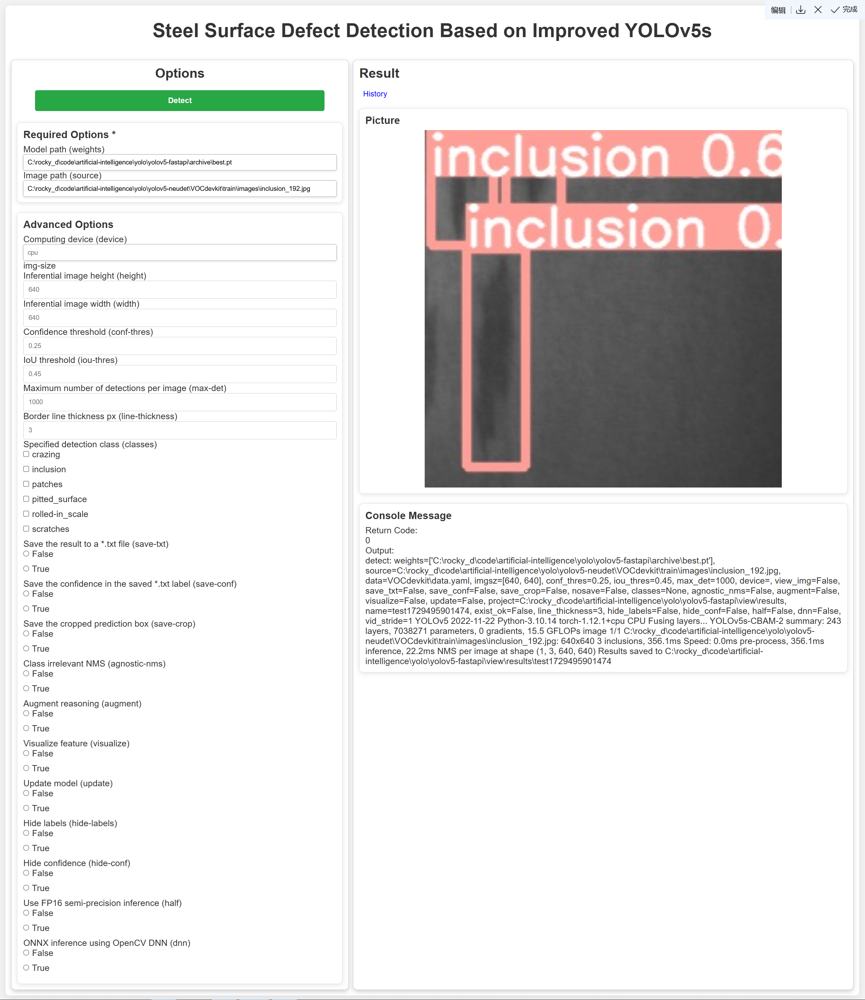 编辑
完成
Steel Surface Defect Detection Based on Improved YOLOv5s
Options
Detect
Required Options *
Model path (weights)
C:\rocky_d\code\artificial-intelligence\yolo\yolov5-fastapi\archive\best.pt
Image path (source)
C:\rocky_d\code\artificial-intelligence\yolo\yolov5-neudet\VOCdevkit\train\images\inclusion_192.jpg
Advanced Options
Computing device (device)
cpu
img-size
Inferential image height (height)
640
Inferential image width (width)
640
Confidence threshold (conf-thres)
0.25
IoU threshold (iou-thres)
0.45
Maximum number of detections per image (max-det)
1000
Border line thickness px (line-thickness)
3
Specified detection class (classes)
crazing
inclusion
patches
pitted_surface
rolled-in_scale
scratches
Save the result to a *.txt file (save-txt)
False
True
Save the confidence in the saved *.txt label (save-conf)
False
True
Save the cropped prediction box (save-crop)
False
True
Class irrelevant NMS (agnostic-nms)
False
True
Augment reasoning (augment)
False
True
Visualize feature (visualize)
False
True
Update model (update)
False
True
Hide labels (hide-labels)
False
True
Hide confidence (hide-conf)
False
True
Use FP16 semi-precision inference (half)
False
True
ONNX inference using OpenCV DNN (dnn)
False
True
Result
History
Picture
inclusion 0.6
inclusion 0.
Console Message
Return Code:
0
Output:
detect: weights=['C:\rocky_d\code\artificial-intelligence\yolo\yolov5-fastapi\archive\best.pt'],
source=C:\rocky_d\code\artificial-intelligence\yolo\yolov5-neudet\VOCdevkit\train\images\inclusion_192.jpg,
data=VOCdevkit\data.yaml, imgsz=[640, 640], conf_thres=0.25, iou_thres=0.45, max_det=1000, device=, view_img=False,
save_txt=False, save_conf=False, save_crop=False, nosave=False, classes=None, agnostic_nms=False, augment=False,
visualize=False, update=False, project=C:\rocky_d\code\artificial-intelligence\yolo\yolov5-fastapi\view\results,
name=test1729495901474, exist_ok=False, line_thickness=3, hide_labels=False, hide_conf=False, half=False, dnn=False,
vid_stride=1 YOLOv5 2022-11-22 Python-3.10.14 torch-1.12.1+cpu CPU Fusing layers... YOLOv5s-CBAM-2 summary: 243
layers, 7038271 parameters, 0 gradients, 15.5 GFLOPs image 1/1 C:\rocky_d\code\artificial-intelligence\yolo\yolov5-
neudet\VOCdevkit\train\images\inclusion_192.jpg: 640x640 3 inclusions, 356.1ms Speed: 0.0ms pre-process, 356.1ms
inference, 22.2ms NMS per image at shape (1, 3, 640, 640) Results saved to C:\rocky_d\code\artificial-
intelligence\yolo\yolov5-fastapi\view\results\test1729495901474